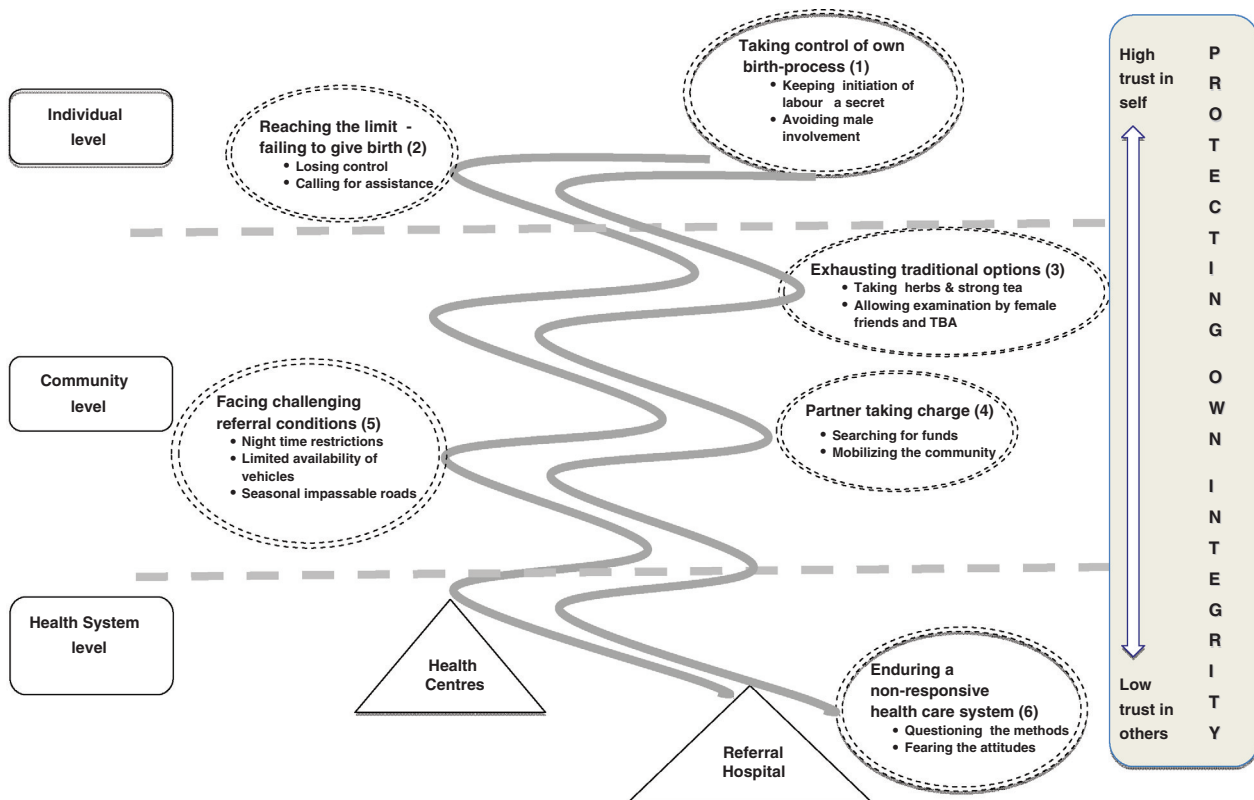 Individual
level
Taking control of own
birth-process (1)
• Keeping initiation of
labour a secret
• Avoiding male
involvement
Reaching the limit -
failing to give birth (2)
• Losing control
• Calling for assistance
Exhausting traditional options (3)
• Taking herbs & strong tea
• Allowing examination by female
friends and TBA
Community
level
Partner taking charge (4)
• Searching for funds
• Mobilizing the community
Facing challenging
referral conditions (5)
• Night time restrictions
• Limited availability of
vehicles
• Seasonal impassable roads
Health System
level
Health
Centres
Referral
Hospital
Enduring a
non-responsive
health care system (6)
• Questioning the methods
• Fearing the attitudes
High
trust in
self
Low
trust in
others
PROTECTING OWN INTEGRITY